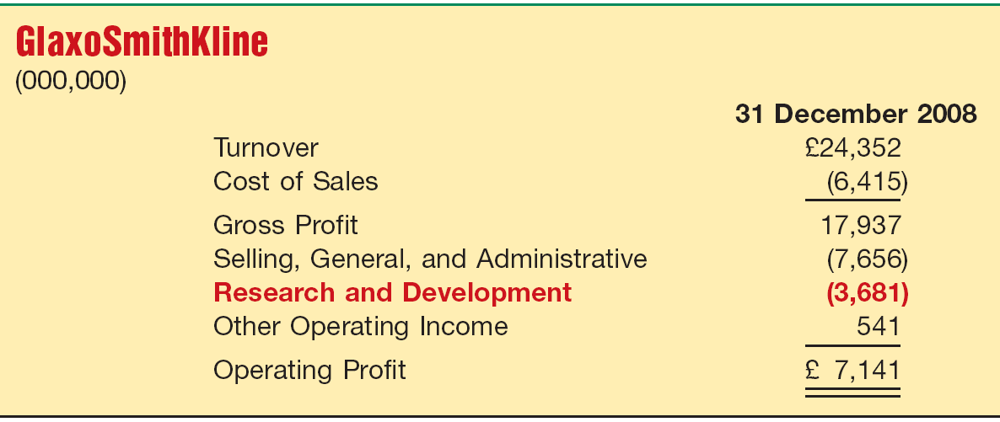 GlaxoSmithKline
(000,000)
31 December 2008
Turnover £24,352
Cost of Sales (6,415)
Gross Profit 17,937
Selling, General, and Administrative (7,656)
Research and Development (3,681)
Other Operating Income 541
Operating Profit £ 7,141